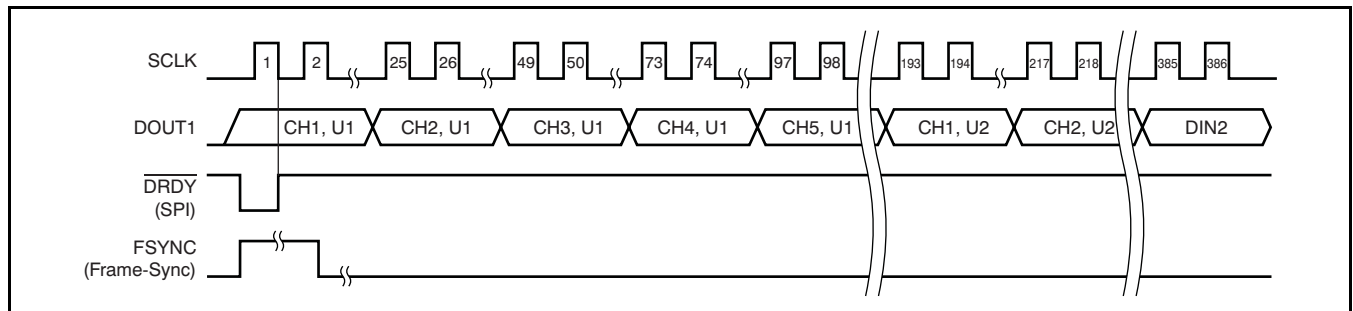 SCLK
1 2 25 26 49 50 73 74 97 98 193 194 217 218 385 386
DOUT1
CH1, U1 CH2, U1 CH3, U1 CH4, U1 CH5, U1 CH1, U2 CH2, U2 DIN2
DRDY
(SPI)
FSYNC
(Frame-Sync)